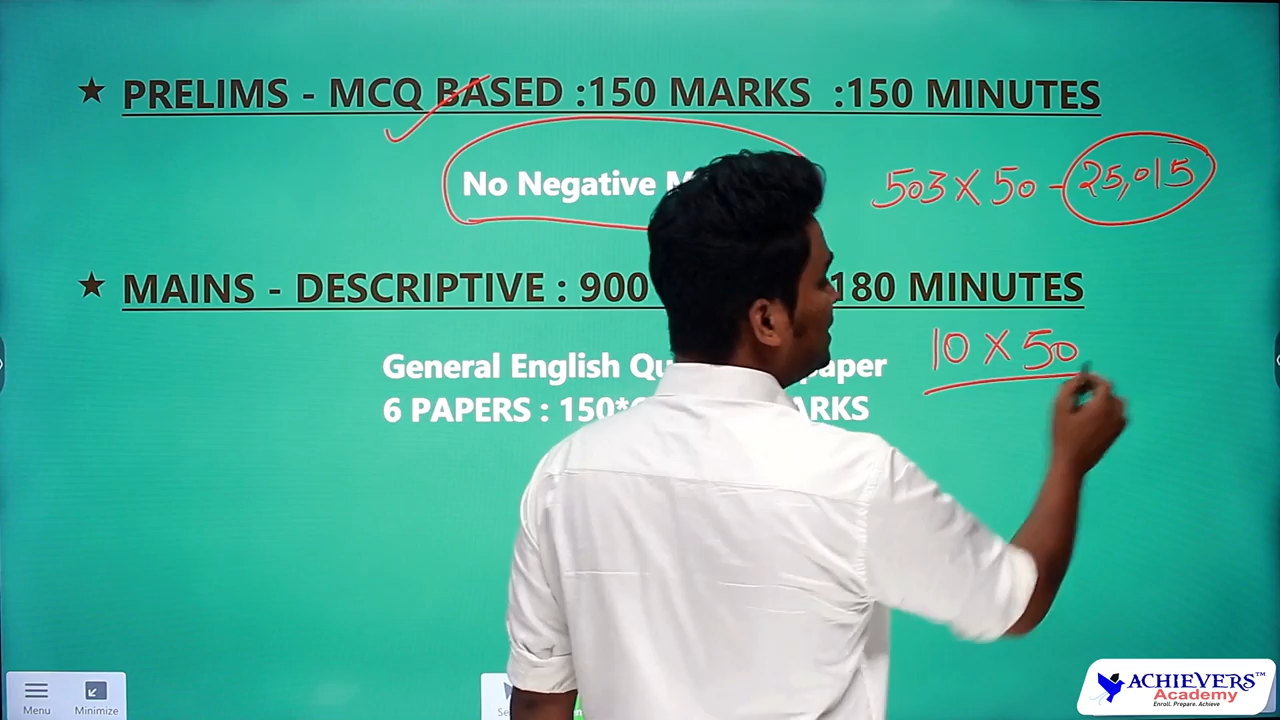 ★ PRELIMS - MCQ BASED :150 MARKS :150 MINUTES
No Negative M
503 X 50 - 25,015
★ MAINS - DESCRIPTIVE : 900 180 MINUTES
10 X 50
General English Qu paper
6 PAPERS : 150* ARKS
Menu
Minimize
ACHIEVERS™
Academy
Enroll. Prepare. Achieve